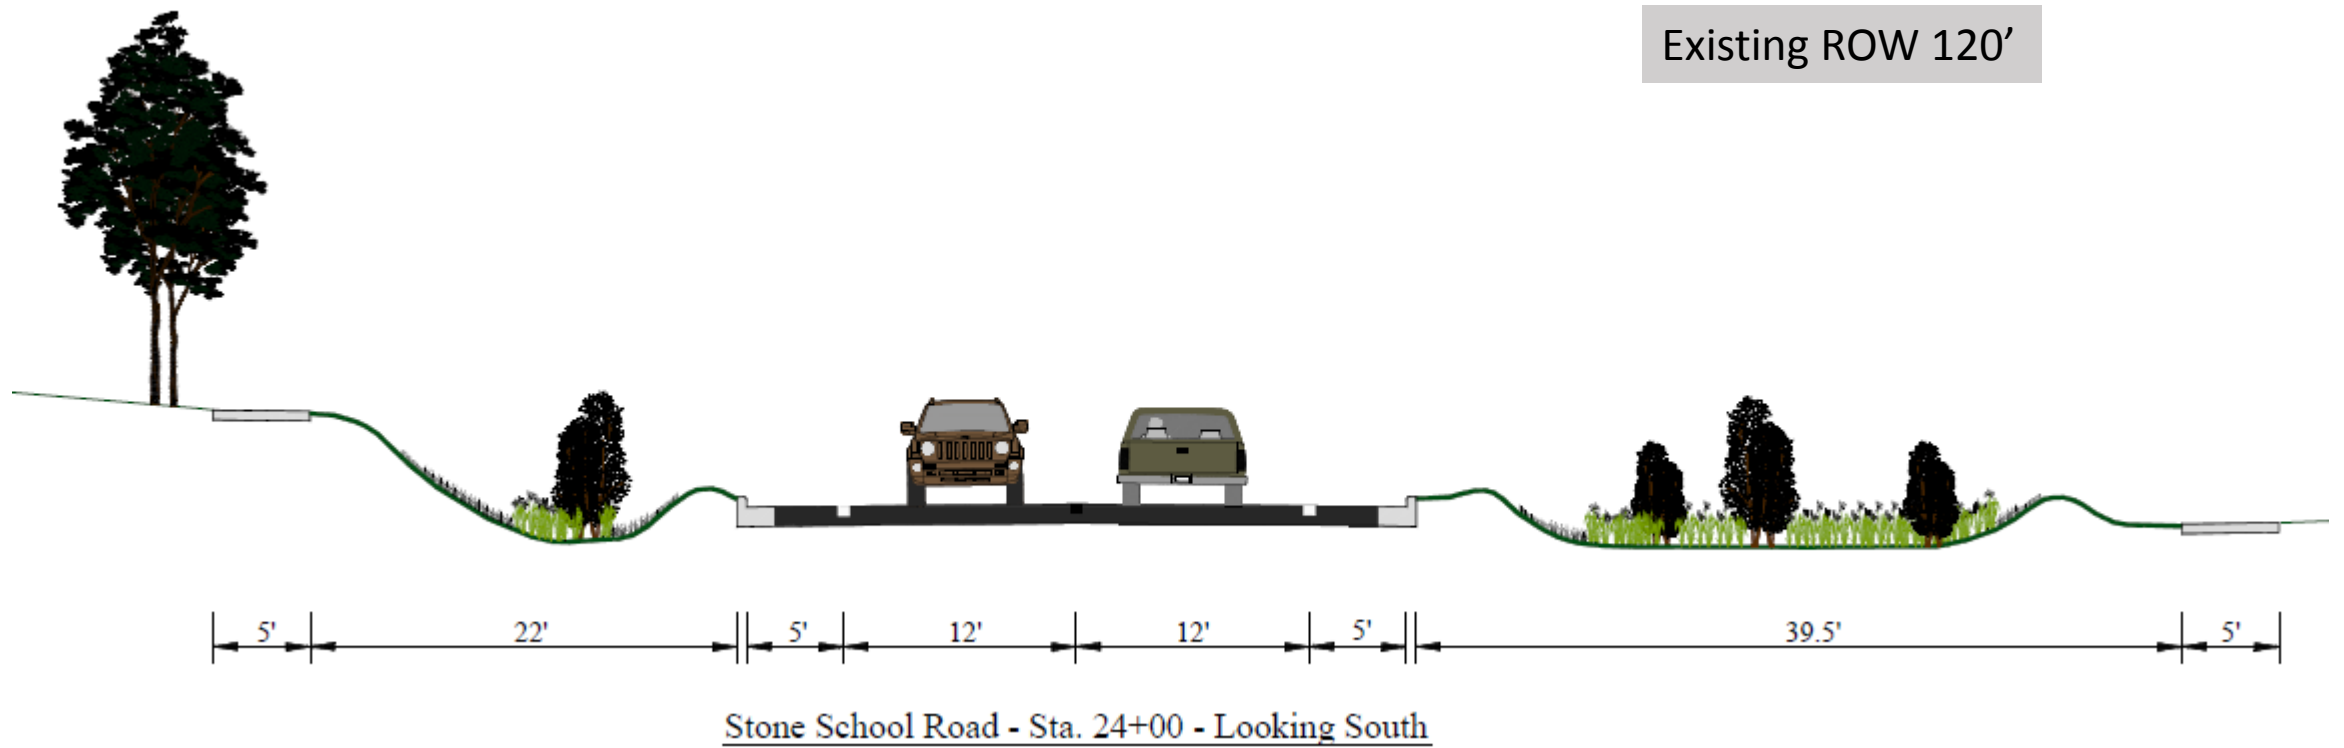 Existing ROW 120’
5' 22' 5' 12' 12' 5' 39.5' 5'
Stone School Road - Sta. 24+00 - Looking South